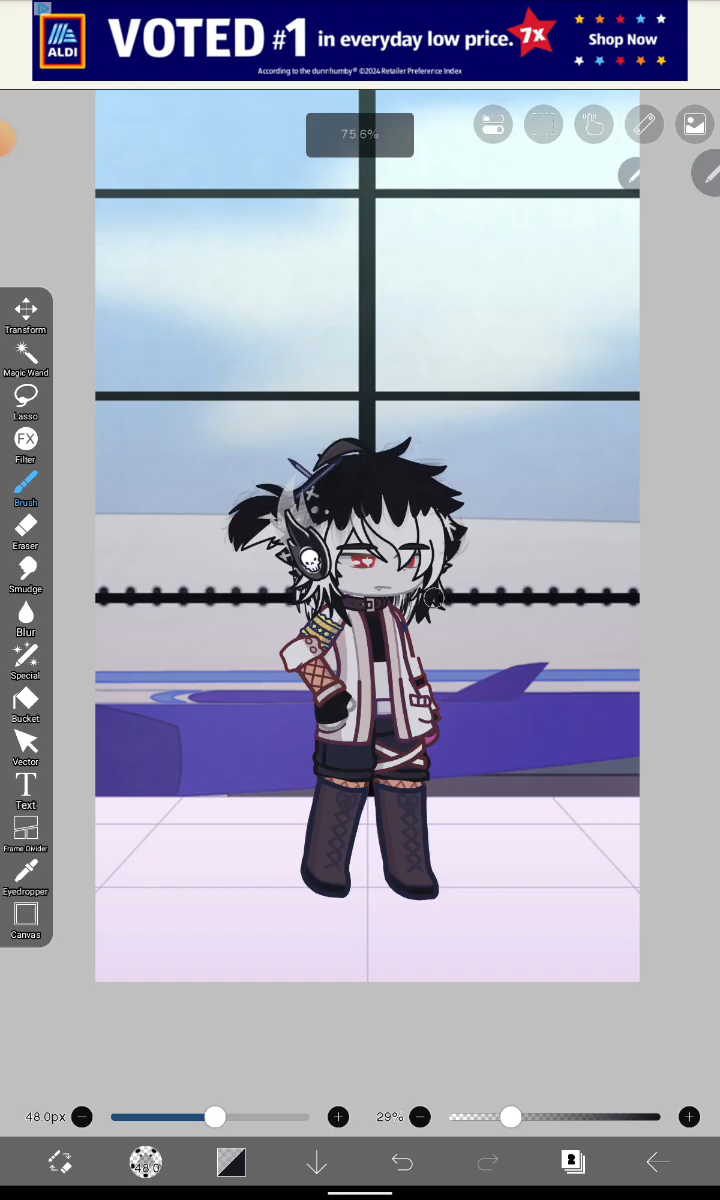 ALDI
VOTED #1 in everyday low price. 7x
Shop Now
According to the dunnhumby® ©2024 Retailer Preference Index
75.6%
Transform
Magic Wand
Lasso
FX
Filter
Brush
Eraser
Smudge
Blur
Special
Bucket
Vector
T
Text
Frame Divider
Eyedropper
Canvas
48.0px
29%
48.0
2